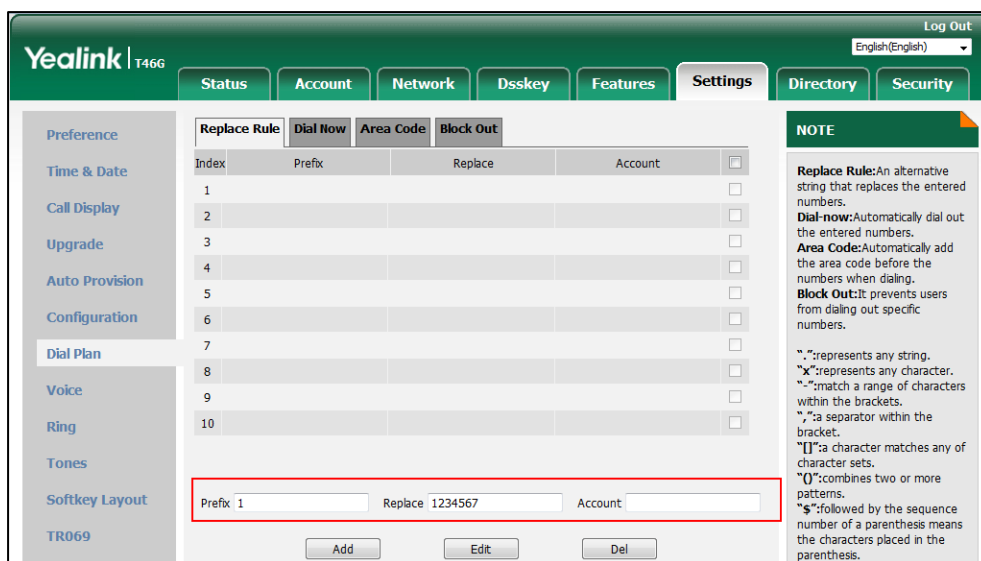 Log Out
Yealink T46G
English(English)
Status Account Network Dsskey Features Settings Directory Security
Preference
Time & Date
Call Display
Upgrade
Auto Provision
Configuration
Dial Plan
Voice
Ring
Tones
Softkey Layout
TR069
Replace Rule Dial Now Area Code Block Out
Index Prefix Replace Account
1
2
3
4
5
6
7
8
9
10
Prefix 1 Replace 1234567 Account
Add Edit Del
NOTE
Replace Rule:An alternative
string that replaces the entered
numbers.
Dial-now:Automatically dial out
the entered numbers.
Area Code:Automatically add
the area code before the
numbers when dialing.
Block Out:It prevents users
from dialing out specific
numbers.
".":represents any string.
"x":represents any character.
"-":match a range of characters
within the brackets.
",":a separator within the
bracket.
"[]":a character matches any of
character sets.
"()":combines two or more
patterns.
"$":followed by the sequence
number of a parenthesis means
the characters placed in the
parenthesis.